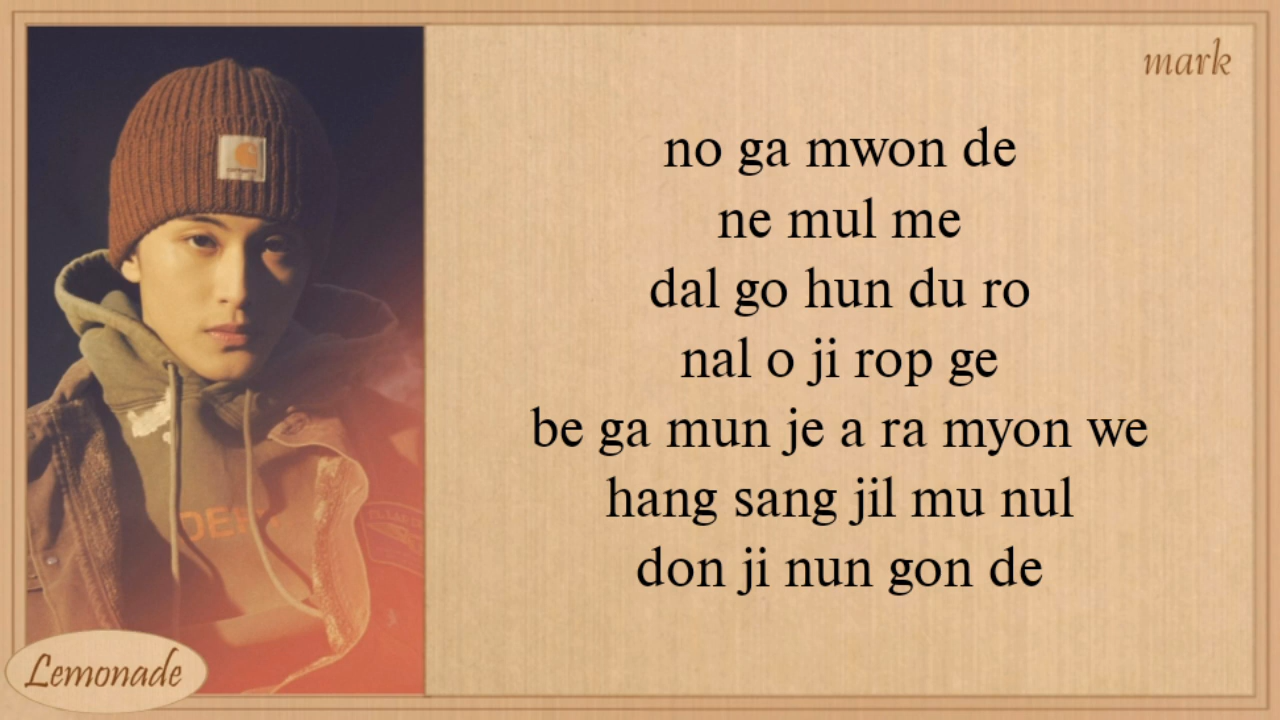 mark
no ga mwon de
ne mul me
dal go hun du ro
nal o ji rop ge
be ga mun je a ra myon we
hang sang jil mu nul
don ji nun gon de
Lemonade